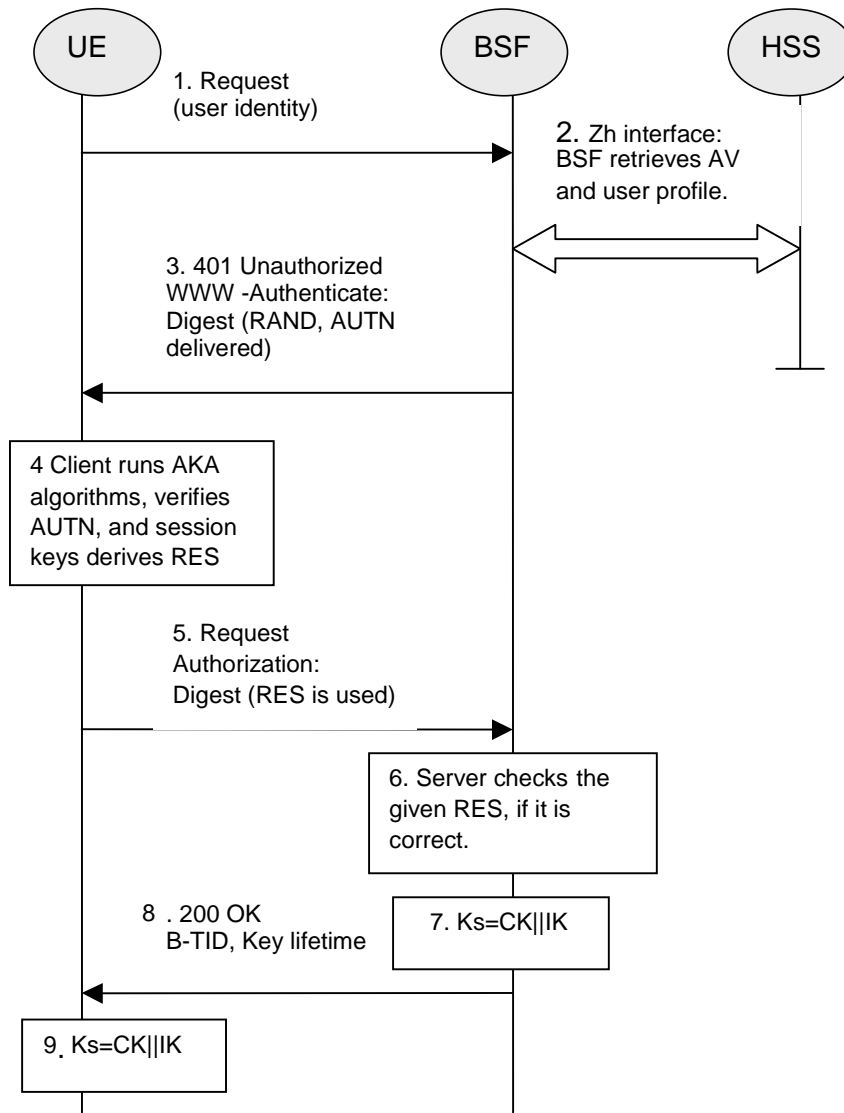 UE
BSF
HSS
1. Request
(user identity)
2. Zh interface:
BSF retrieves AV
and user profile.
3. 401 Unauthorized
WWW -Authenticate:
Digest (RAND, AUTN
delivered)
4 Client runs AKA
algorithms, verifies
AUTN, and session
keys derives RES
5. Request
Authorization:
Digest (RES is used)
6. Server checks the
given RES, if it is
correct.
7. Ks=CK||IK
8 . 200 OK
B-TID, Key lifetime
9. Ks=CK||IK